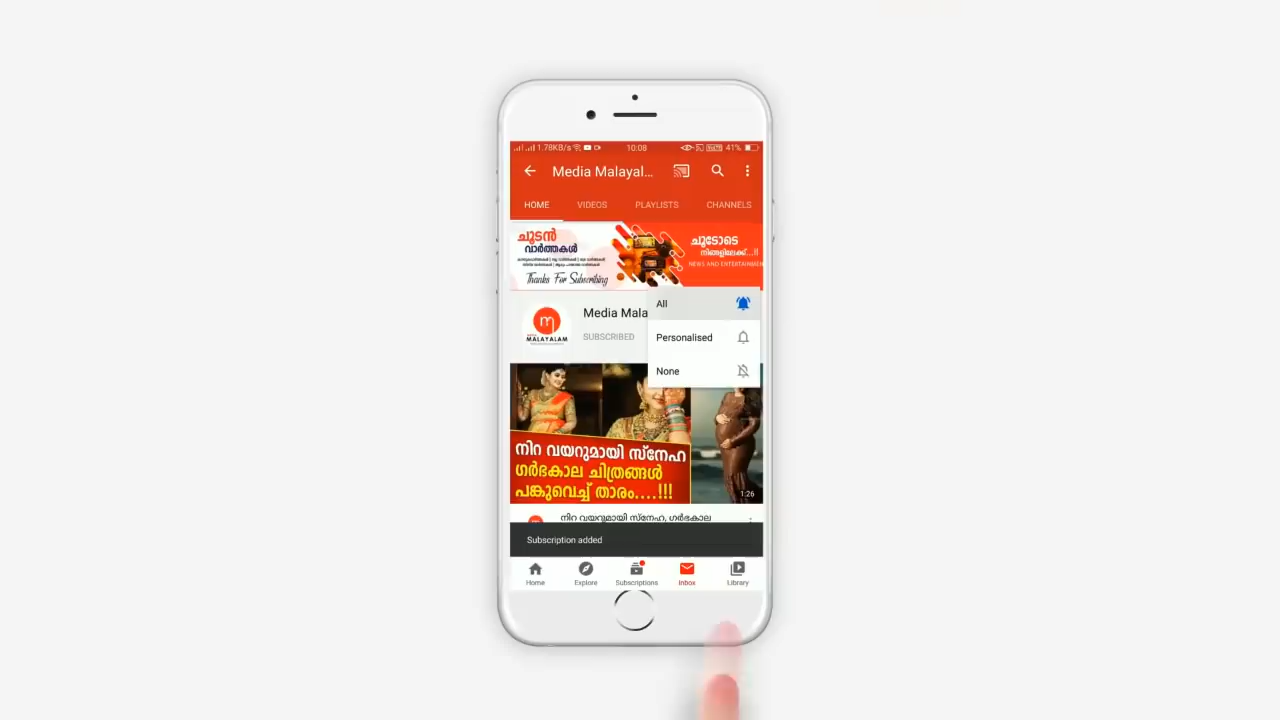 1.78KB/s
10:08
41%
Media Malayal...
HOME
VIDEOS
PLAYLISTS
CHANNELS
ചൂടൻ
വാർത്തകൾ
Thanks For Subscribing
ചൂടോടെ
നിങ്ങളിലേക്ക്...!!
NEWS AND ENTERTAINMEN
Media Mala
SUBSCRIBED
MALAYALAM
All
Personalised
None
നിറ വയറുമായി സ്നേഹ
ഗർഭകാല ചിത്രങ്ങൾ
പങ്കുവെച്ച് താരം....!!!
1:26
നിറ വയറുമായി സ്നേഹ, ഗർഭകാല
Subscription added
Home
Explore
Subscriptions
Inbox
Library